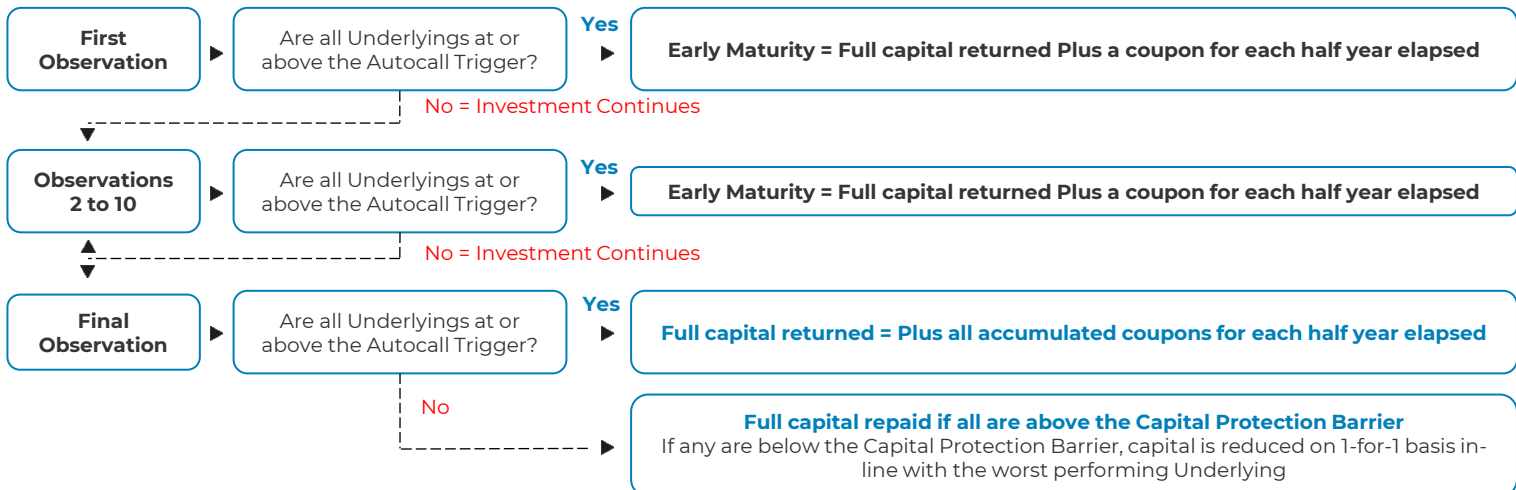 First
Observation
Are all Underlyings at or
above the Autocall Trigger?
Yes
Early Maturity = Full capital returned Plus a coupon for each half year elapsed
No = Investment Continues
Observations
2 to 10
Are all Underlyings at or
above the Autocall Trigger?
Yes
Early Maturity = Full capital returned Plus a coupon for each half year elapsed
No = Investment Continues
Final
Observation
Are all Underlyings at or
above the Autocall Trigger?
Yes
Full capital returned = Plus all accumulated coupons for each half year elapsed
No
Full capital repaid if all are above the Capital Protection Barrier
If any are below the Capital Protection Barrier, capital is reduced on 1-for-1 basis in-
line with the worst performing Underlying